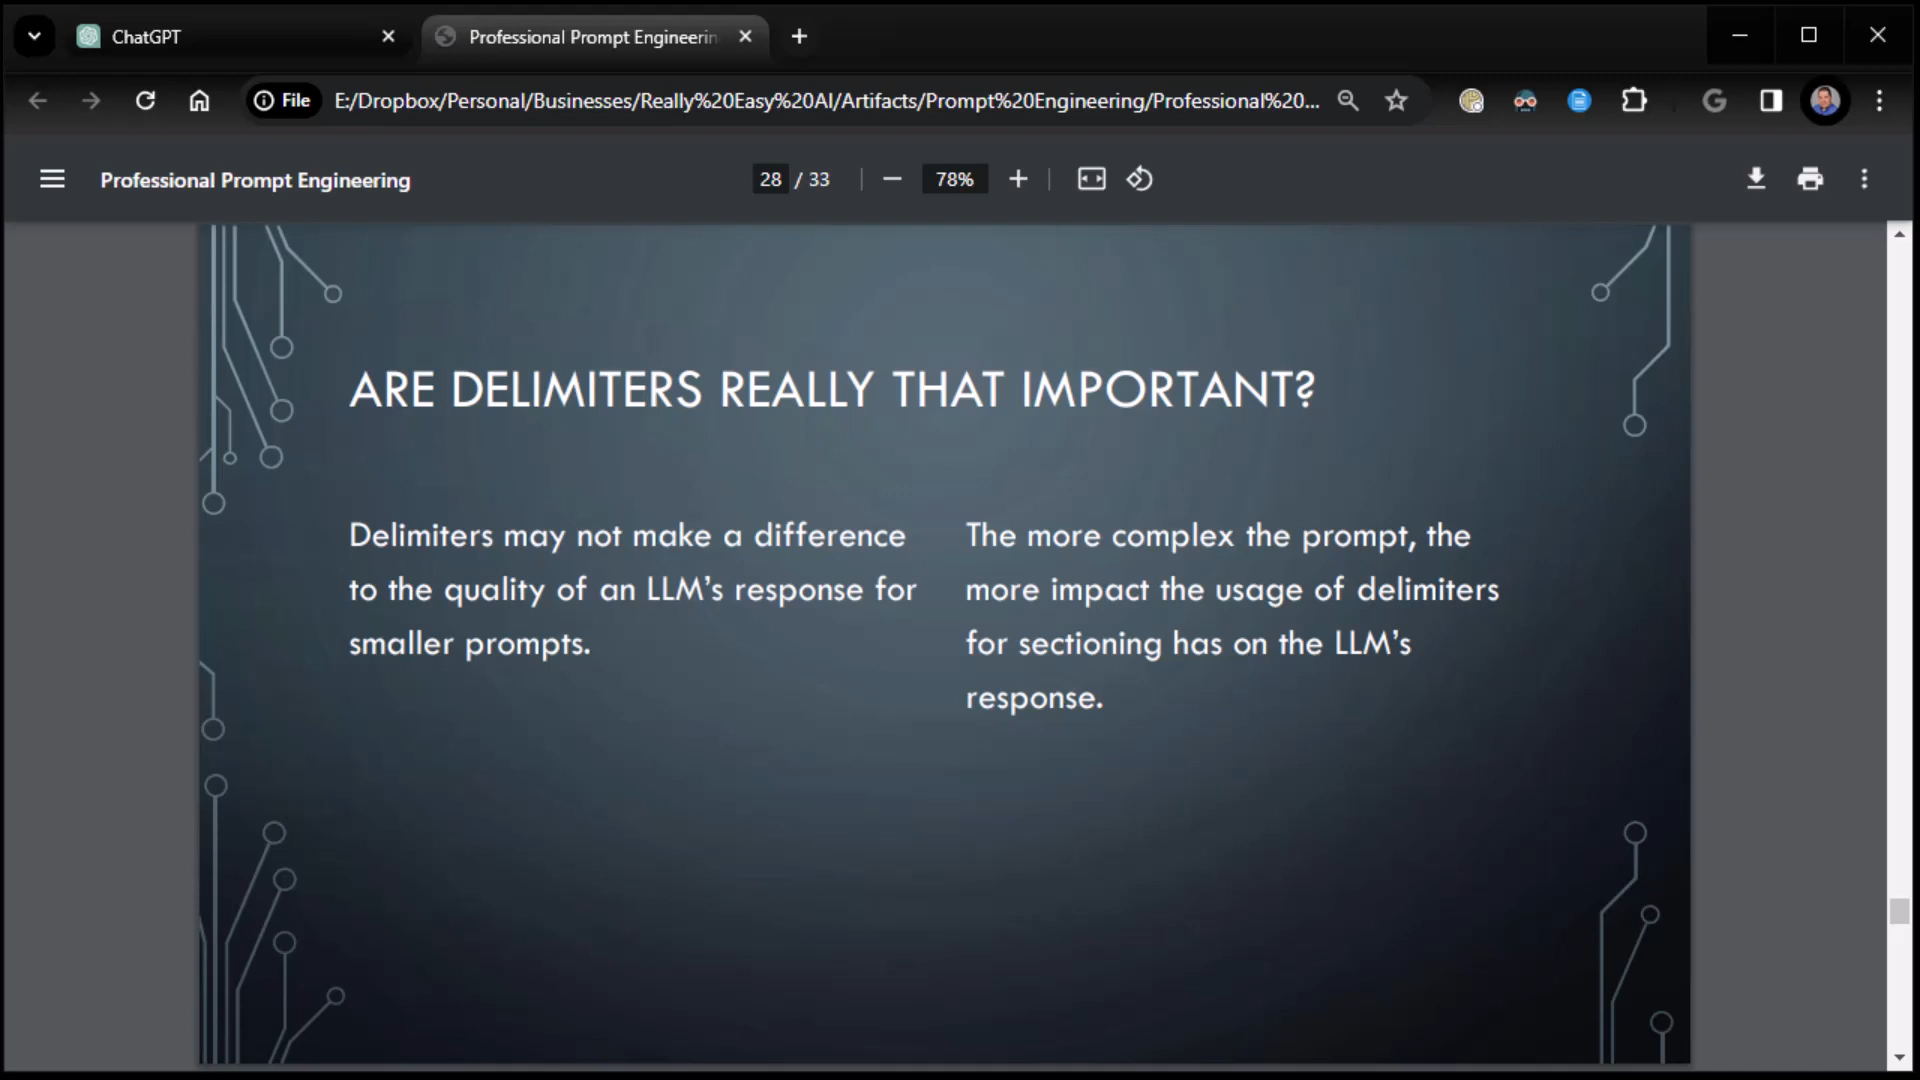 ChatGPT
Professional Prompt Engineerin
File
E:/Dropbox/Personal/Businesses/Really%20Easy%20AI/Artifacts/Prompt%20Engineering/Professional%20...
Professional Prompt Engineering
28 / 33
78%
ARE DELIMITERS REALLY THAT IMPORTANT?
Delimiters may not make a difference
to the quality of an LLM’s response for
smaller prompts.
The more complex the prompt, the
more impact the usage of delimiters
for sectioning has on the LLM’s
response.